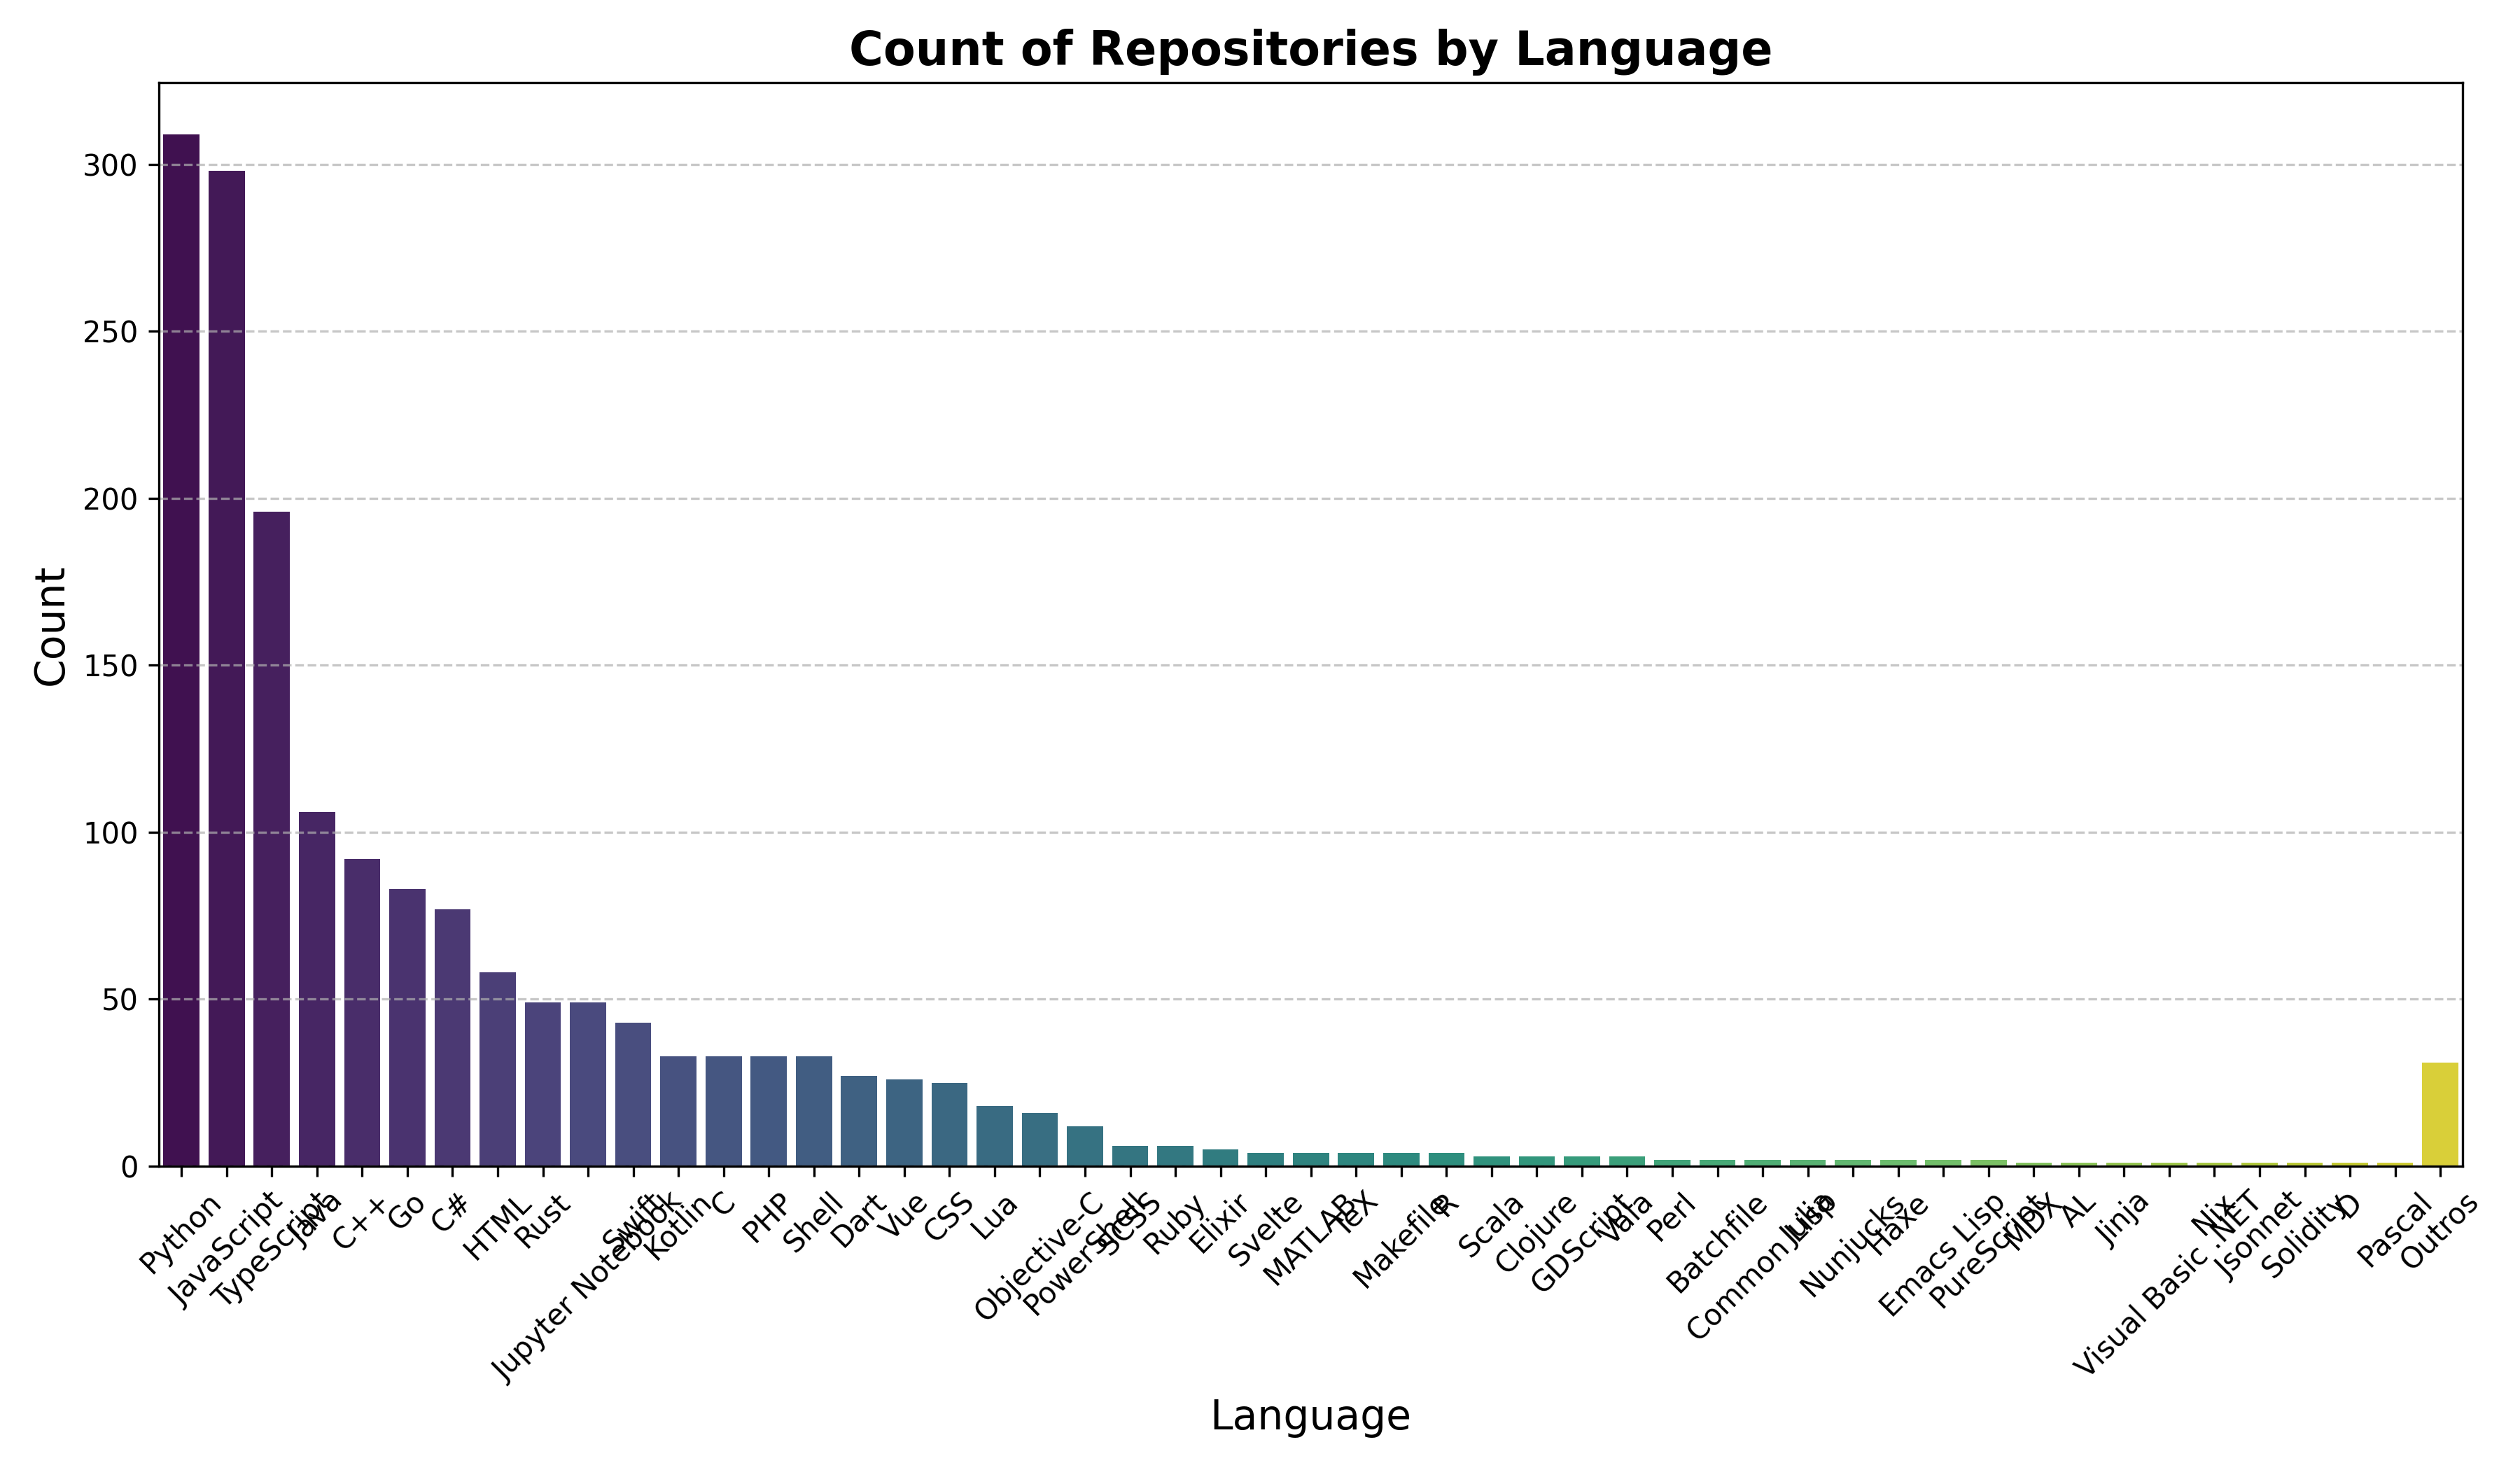 Count of Repositories by Language
Count
300
250
200
150
100
50
0
Python
JavaScript
TypeScript
Java
C++
Go
C#
HTML
Rust
Jupyter Notebook
Swift
Kotlin
C
PHP
Shell
Dart
Vue
CSS
Lua
Objective-C
PowerShell
SCSS
Ruby
Elixir
Svelte
MATLAB
TeX
Makefile
R
Scala
Clojure
GDScript
Vala
Perl
Batchfile
Common Lisp
Julia
Nunjucks
Haxe
Emacs Lisp
PureScript
MDX
AL
Jinja
Visual Basic .NET
Nix
Jsonnet
Solidity
D
Pascal
Outros
Language